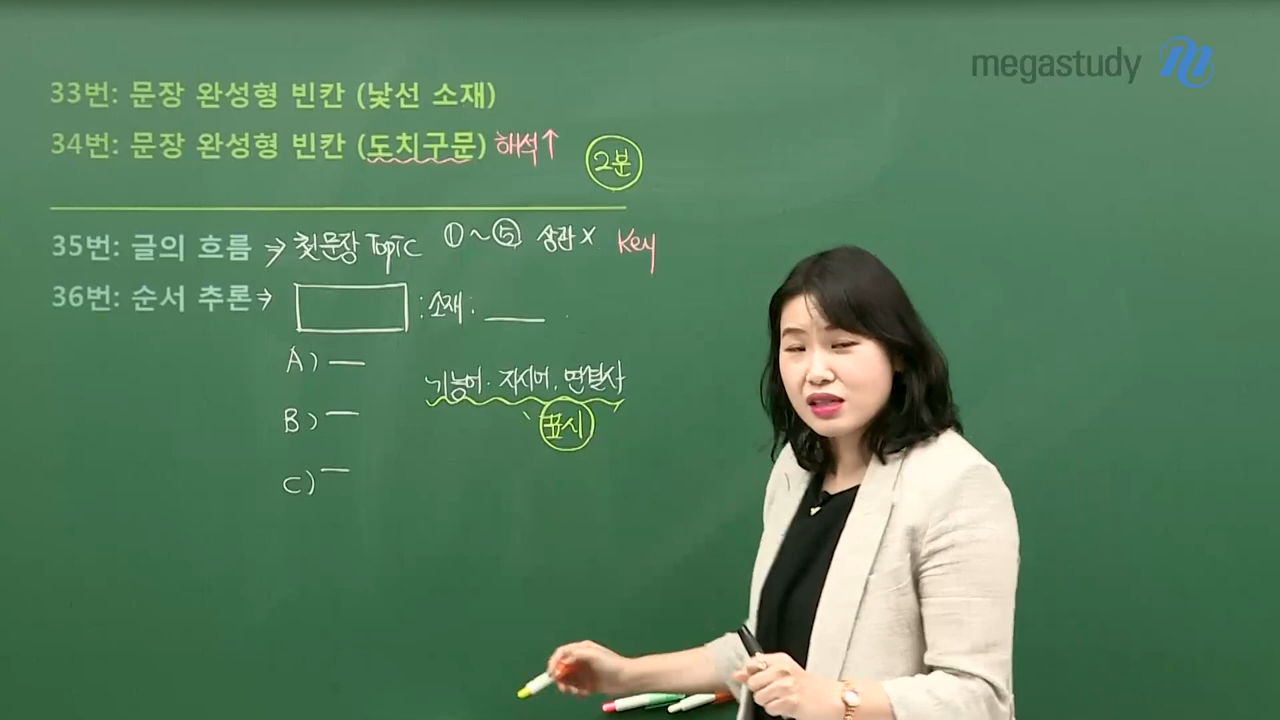 megastudy
33번: 문장 완성형 빈칸 (낯선 소재)
34번: 문장 완성형 빈칸 (도치구문) 해석↑ 2분
35번: 글의 흐름 ⇒ 첫문장 Topic ①~⑤ 상관 X Key
36번: 순서 추론 ⇒ : 소재 :
A)
기능어. 지시어. 연결사
B)
표시
C)